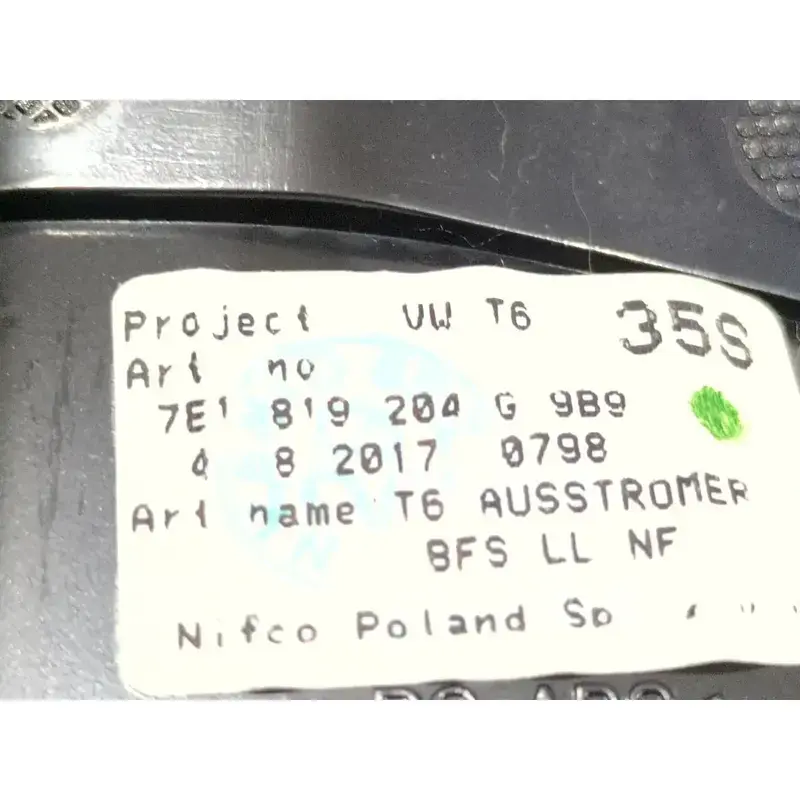 Project VW T6 35S
Art no
7E1 819 204 G 9B9
4 8 2017 0798
Art name T6 AUSSTROMER
BFS LL NF
Nifco Poland Sp